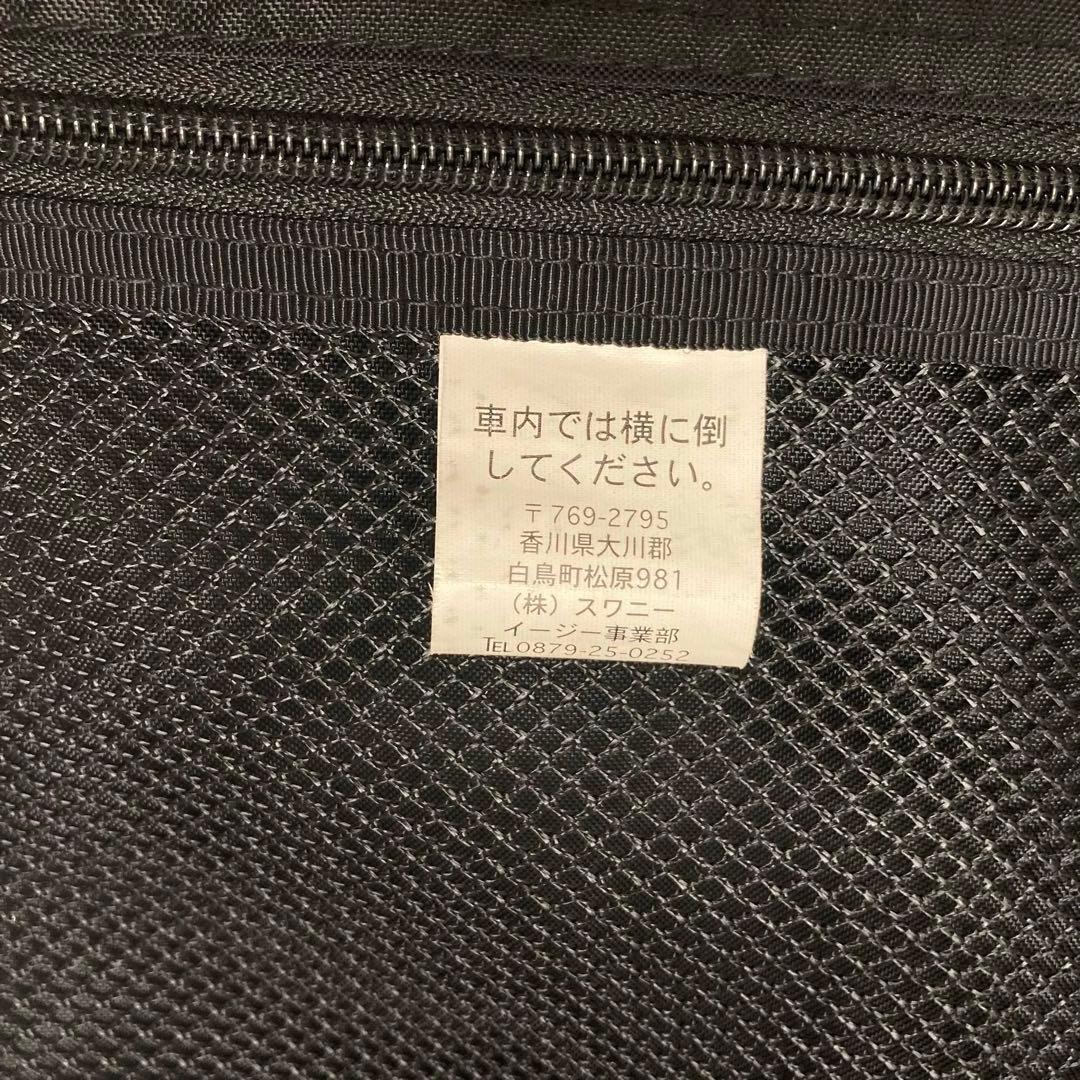 車内では横に倒
してください。
〒769-2795
香川県大川郡
白鳥町松原981
(株)スワニー
イージー事業部
TEL0879-25-0252